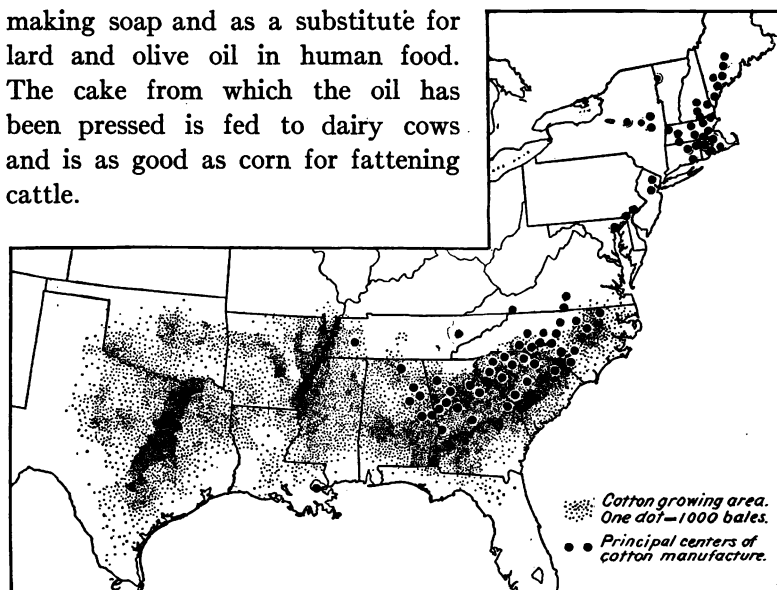 making soap and as a substitute for
lard and olive oil in human food.
The cake from which the oil has
been pressed is fed to dairy cows
and is as good as corn for fattening
cattle.
Cotton growing area.
One dot—1000 bales.
Principal centers of
cotton manufacture.